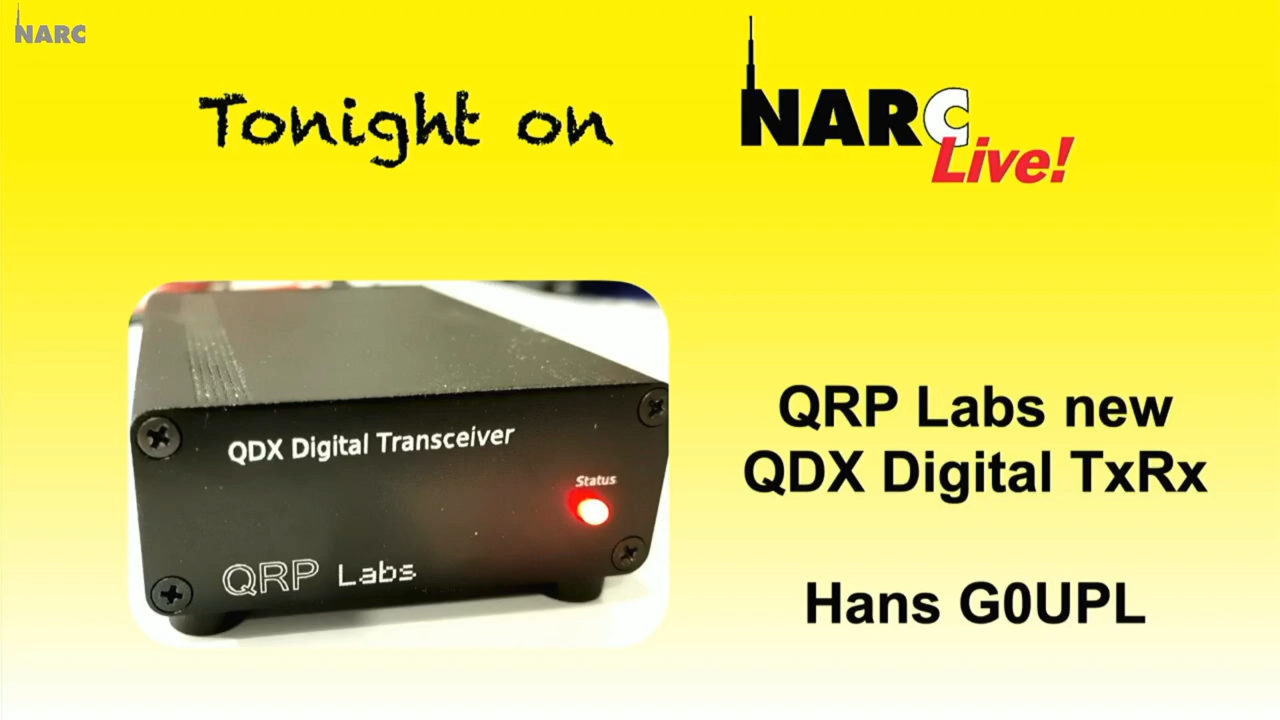 NARC
Tonight on
NARC
Live!
QDX Digital Transceiver
Status
QRP Labs
QRP Labs new
QDX Digital TxRx
Hans G0UPL